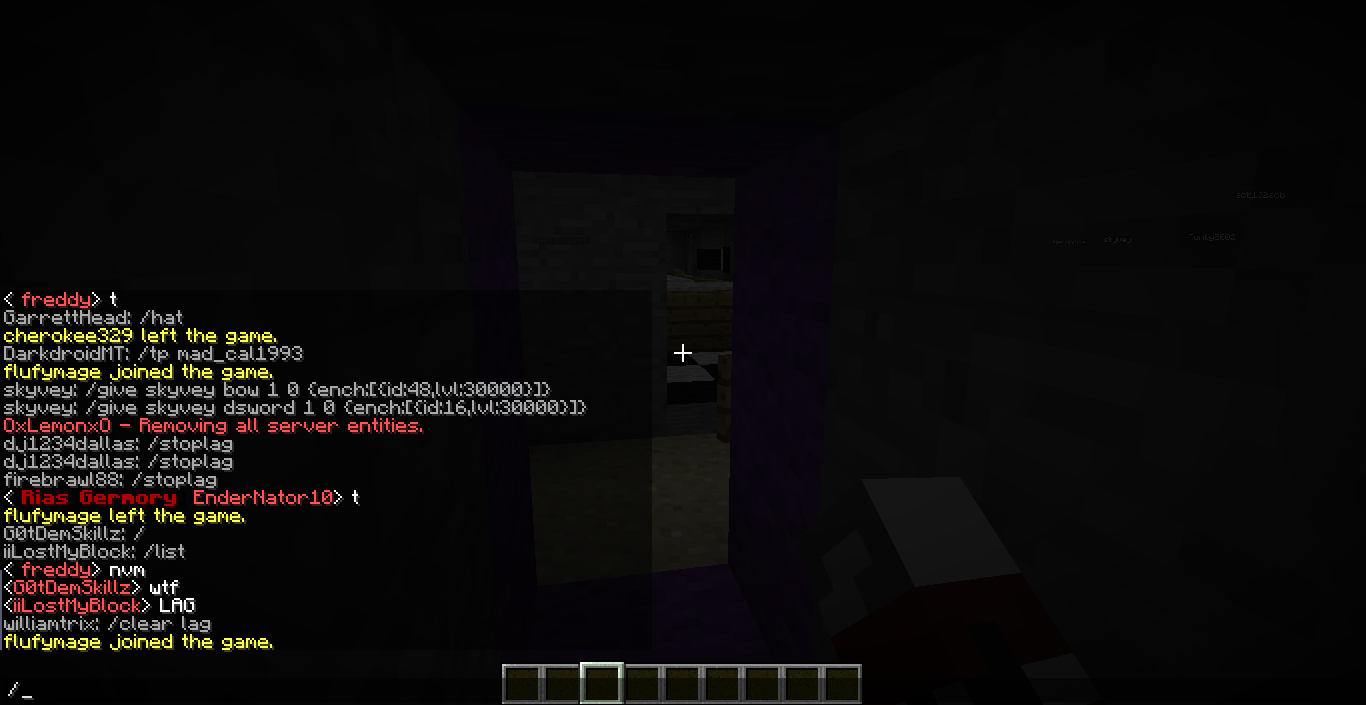 < freddy> t
GarrettHead: /hat
cherokee329 left the game.
DarkdroidMT: /tp mad_cal1993
flufymage joined the game.
skyvey: /give skyvey bow 1 0 {ench:[{id:48,lvl:30000}]}
skyvey: /give skyvey dsword 1 0 {ench:[{id:16,lvl:30000}]}
0xLemonx0 - Removing all server entities.
dj1234dallas: /stoplag
dj1234dallas: /stoplag
firebrawl88: /stoplag
< Rias Germory EnderNator10> t
flufymage left the game.
G0tDemSkillz: /
iiLostMyBlock: /list
< freddy> nvm
<G0tDemSkillz> wtf
<iiLostMyBlock> LAG
williamtrix: /clear lag
flufymage joined the game.
/_